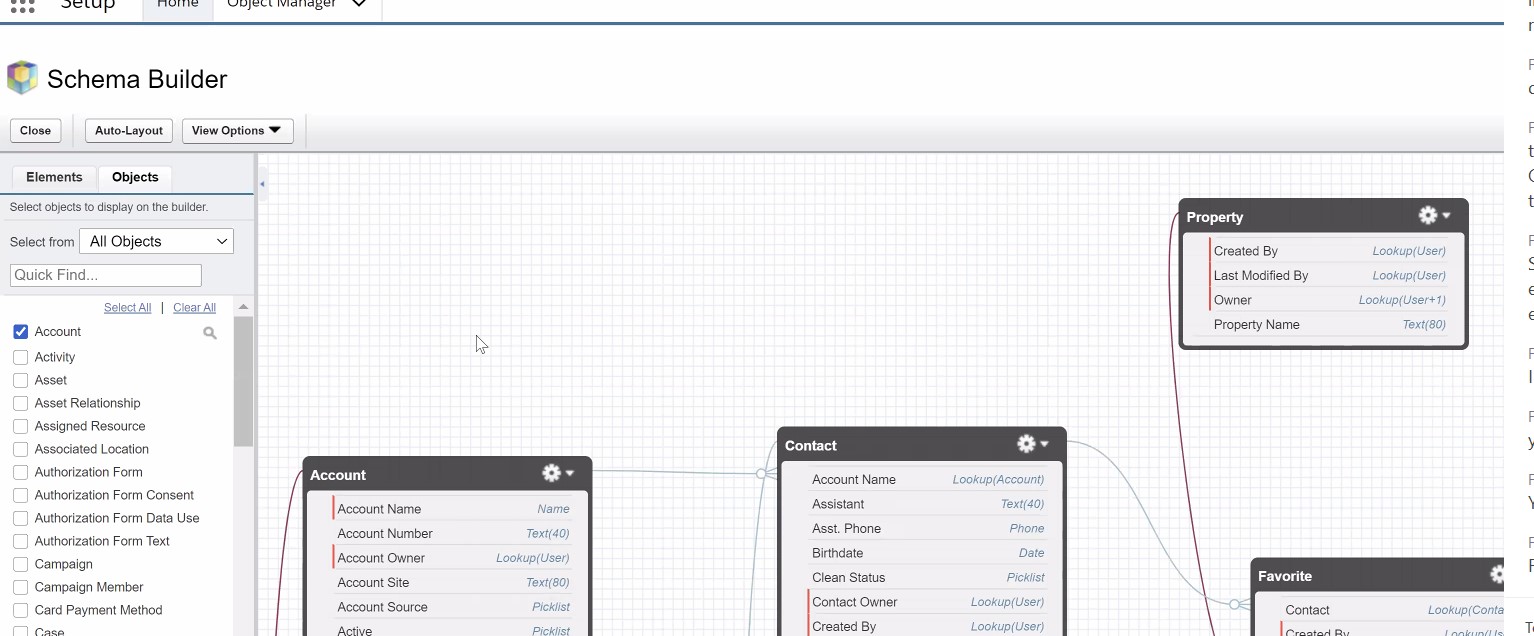 Setup
Home
Object Manager
Schema Builder
Close
Auto-Layout
View Options
Elements
Objects
Select objects to display on the builder.
Select from
All Objects
Quick Find...
Select All | Clear All
Account
Activity
Asset
Asset Relationship
Assigned Resource
Associated Location
Authorization Form
Authorization Form Consent
Authorization Form Data Use
Authorization Form Text
Campaign
Campaign Member
Card Payment Method
Case
Account
Account Name Name
Account Number Text(40)
Account Owner Lookup(User)
Account Site Text(80)
Account Source Picklist
Active Picklist
Contact
Account Name Lookup(Account)
Assistant Text(40)
Asst. Phone Phone
Birthdate Date
Clean Status Picklist
Contact Owner Lookup(User)
Created By Lookup(User)
Property
Created By Lookup(User)
Last Modified By Lookup(User)
Owner Lookup(User+1)
Property Name Text(80)
Favorite
Contact Lookup(Conta
Created By